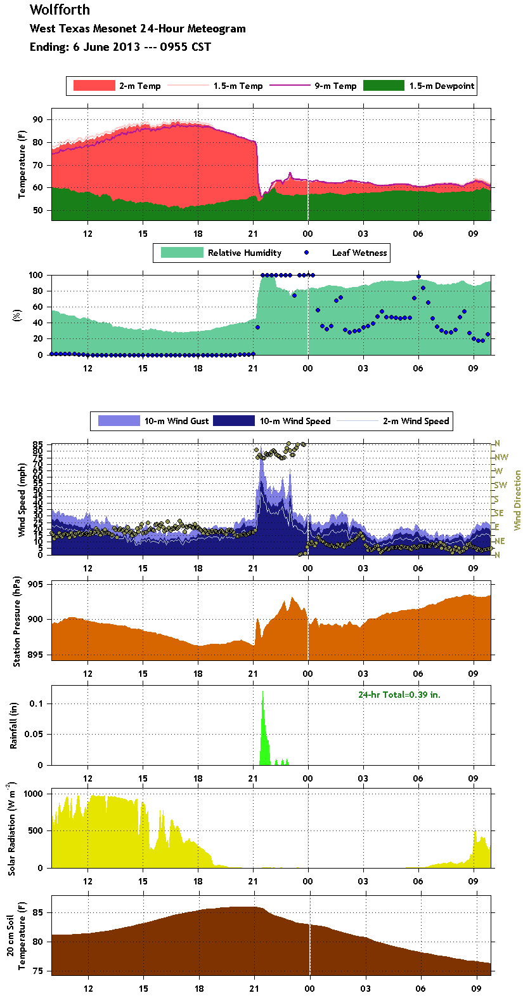 Wolfforth
West Texas Mesonet 24-Hour Meteogram
Ending: 6 June 2013 --- 0955 CST
2-m Temp 1.5-m Temp 9-m Temp 1.5-m Dewpoint
Temperature (F)
90
80
70
60
50
12 15 18 21 00 03 06 09
Relative Humidity Leaf Wetness
(%)
100
80
60
40
20
0
12 15 18 21 00 03 06 09
10-m Wind Gust 10-m Wind Speed 2-m Wind Speed
Wind Speed (mph)
85
80
75
70
65
60
55
50
45
40
35
30
25
20
15
10
5
0
N
NW
W
SW
S
SE
E
NE
N
Wind Direction
12 15 18 21 00 03 06 09
Station Pressure (hPa)
905
900
895
12 15 18 21 00 03 06 09
Rainfall (in)
24-hr Total=0.39 in.
0.1
0.05
0
12 15 18 21 00 03 06 09
Solar Radiation (W m-2)
1000
500
0
12 15 18 21 00 03 06 09
20 cm Soil
Temperature (F)
85
80
75
12 15 18 21 00 03 06 09